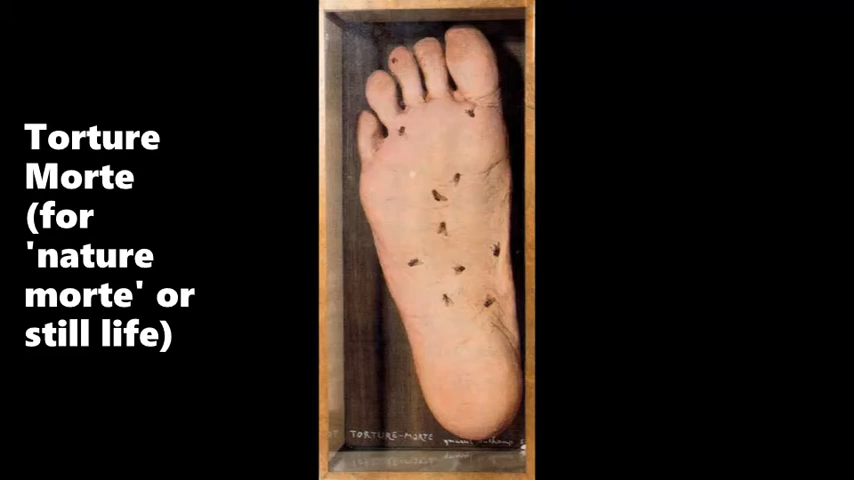 Torture
Morte
(for
'nature
morte' or
still life)
TORTURE-MORTE